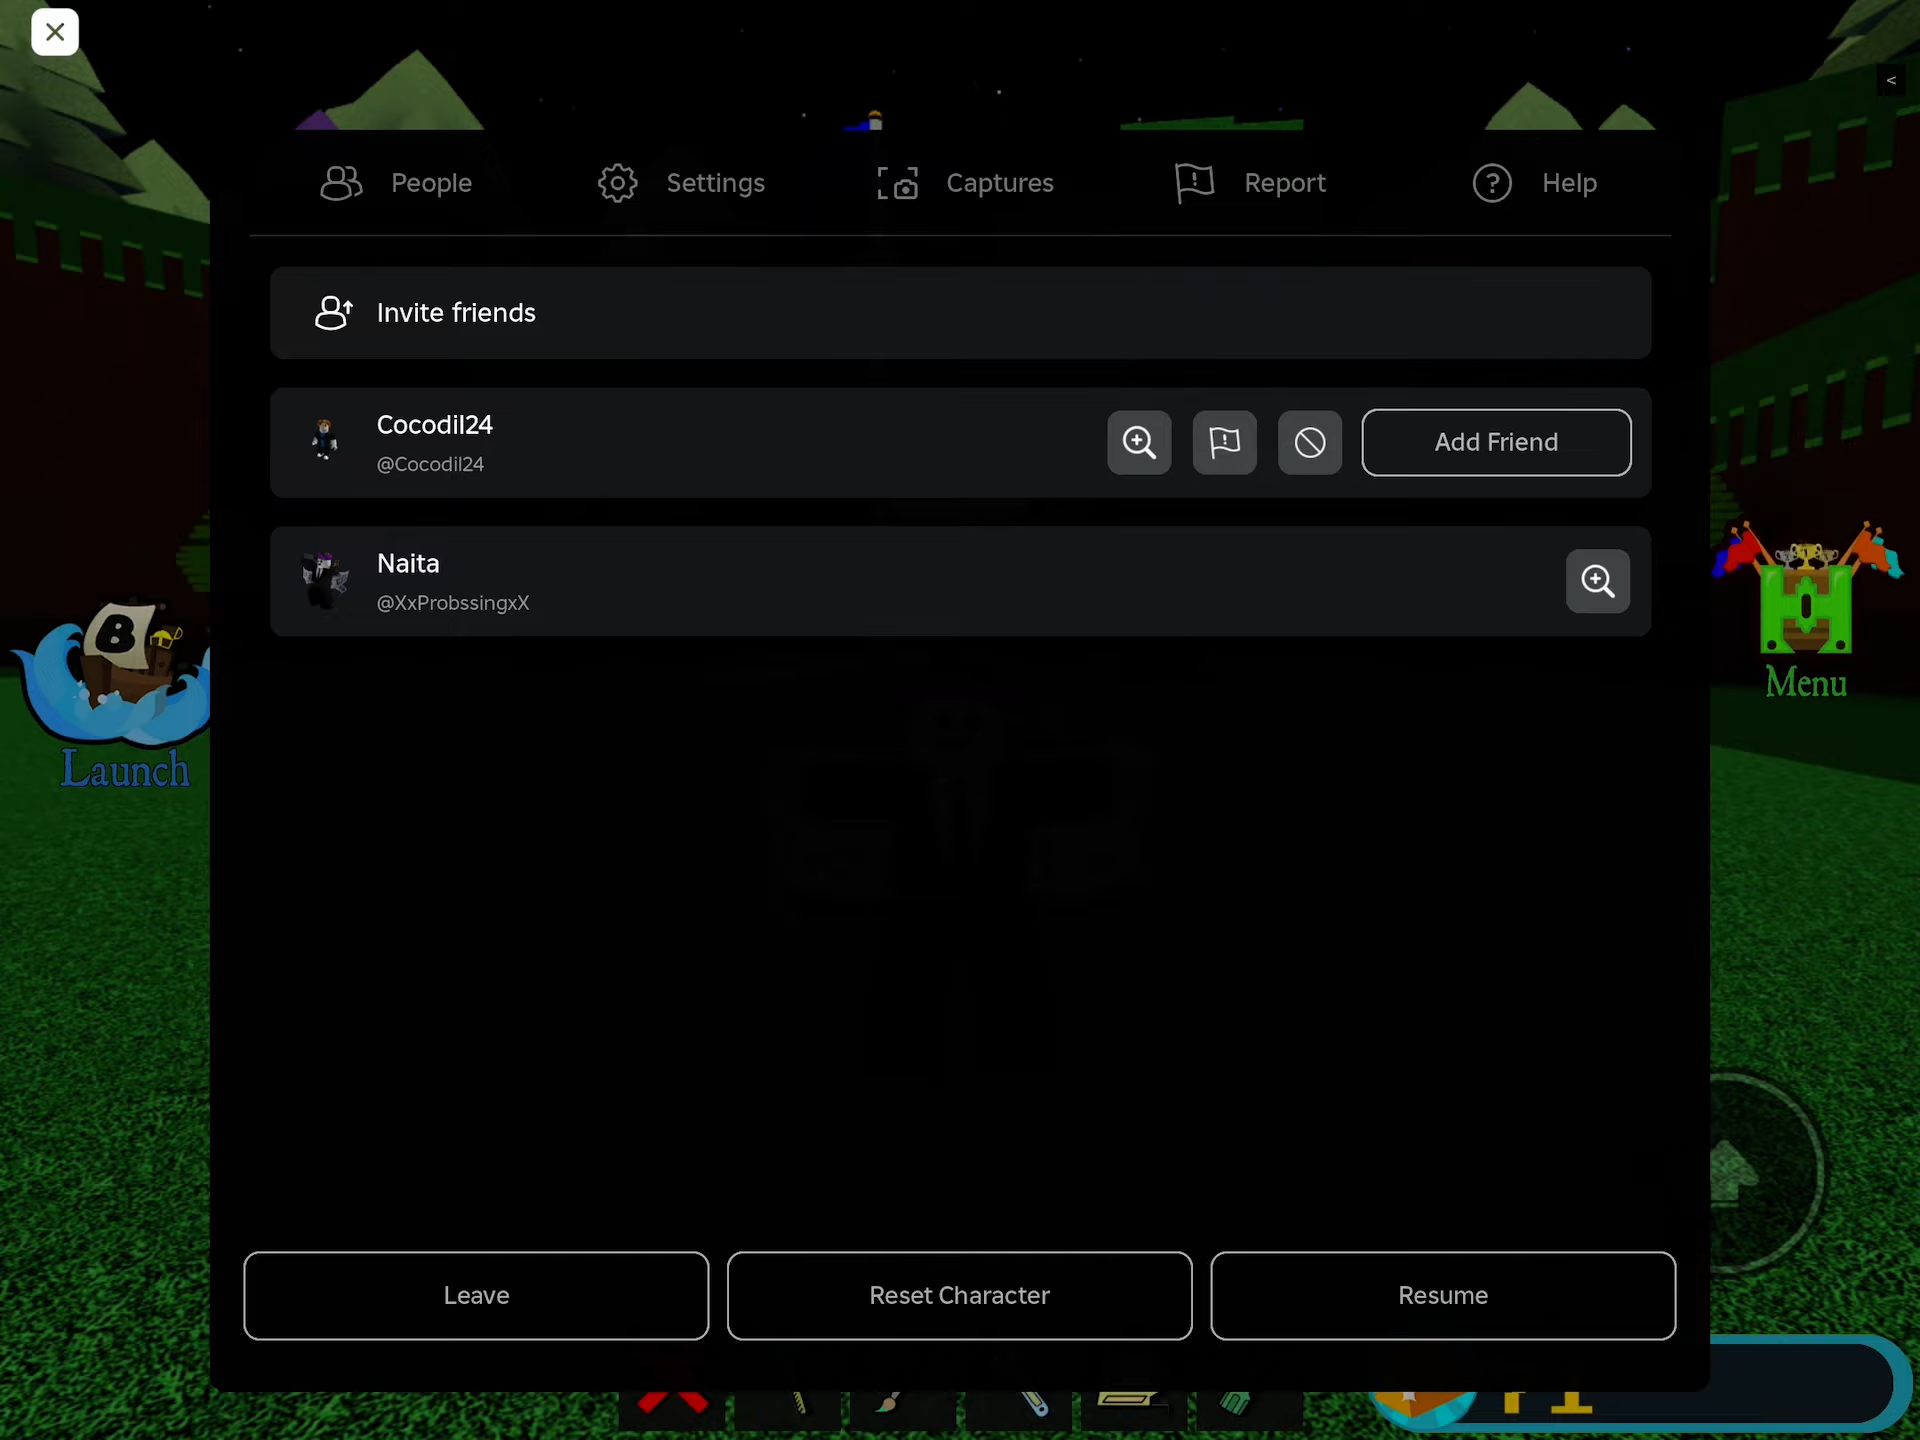 <
People
Settings
Captures
Report
Help
Invite friends
Cocodil24
@Cocodil24
Add Friend
Naita
@XxProbssingxX
B
Launch
Menu
Leave
Reset Character
Resume